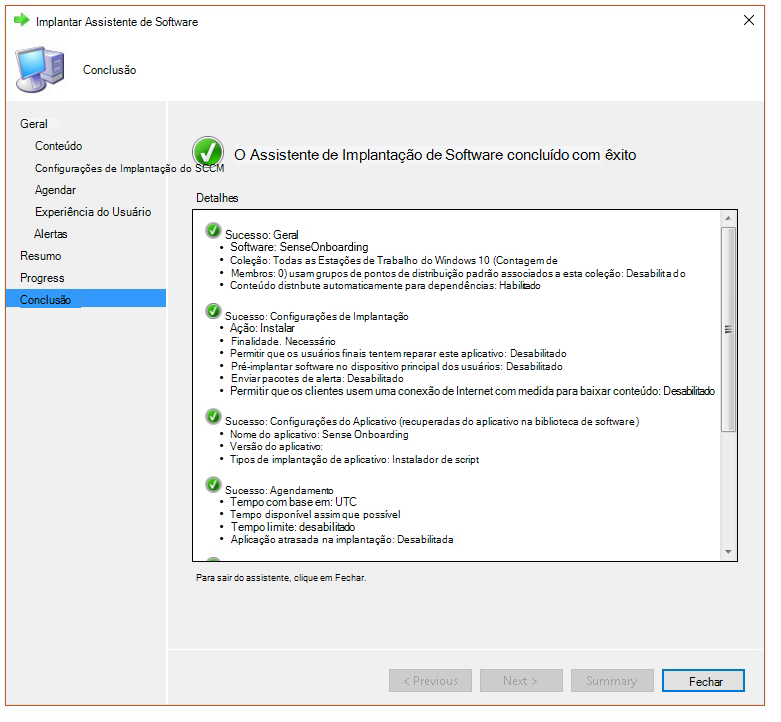 Implantar Assistente de Software
Conclusão
Geral
Conteúdo
Configurações de Implantação do SCCM
Agendar
Experiência do Usuário
Alertas
Resumo
Progress
Conclusão
O Assistente de Implantação de Software concluído com êxito
Detalhes
Sucesso: Geral
• Software: SenseOnboarding
• Coleção: Todas as Estações de Trabalho do Windows 10 (Contagem de
• Membros: 0) usam grupos de pontos de distribuição padrão associados a esta coleção: Desabilita do
• Conteúdo distnbute automaticamente para dependências: Habilitado
Sucesso: Configurações de Implantação
• Ação: Instalar
• Finalidade. Necessário
• Permitir que os usuários finais tentem reparar este aplicativo: Desabilitado
• Pré-implantar software no dispositivo principal dos usuários: Desabilitado
• Enviar pacotes de alerta: Desabilitado
• Permitir que os clientes usem uma conexão de Internet com medida para baixar conteúdo: Desabilitado
Sucesso: Configurações do Aplicativo (recuperadas do aplicativo na biblioteca de software)
• Nome do aplicativo: Sense Onboarding
• Versão do aplicativo:
• Tipos de implantação de aplicativo: Instalador de script
Sucesso: Agendamento
• Tempo com base em: UTC
• Tempo disponível assim que possível
• Tempo limite: desabilitado
• Aplicação atrasada na implantação: Desabilitada
Para sair do assistente, clique em Fechar.
< Previous
Next >
Summary
Fechar